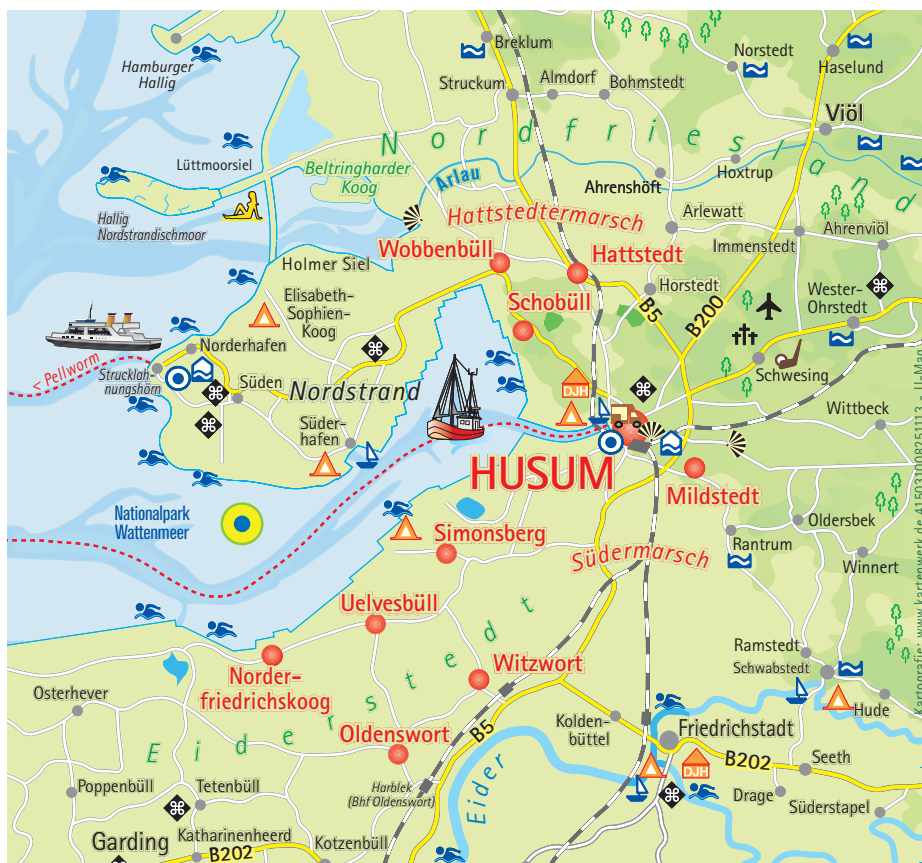 Hamburger
Hallig
Breklum
Norstedt
Haselund
Struckum
Almdorf
Bohmstedt
Viöl
Nordfriesland
Lüttmoorsiel
Beltringharder
Koog
Arlau
Ahrenshöft
Hoxtrup
Hallig
Nordstrandischmoor
Hattstedtermarsch
Arlewatt
Immenstedt
Ahrenviöl
Wobbenbüll
Hattstedt
Holmer Siel
Elisabeth-
Sophien-
Koog
Schobüll
Horstedt
B5
B200
Wester-
Ohrstedt
Norderhafen
< Pellworm
Strucklah-
nungshörn
Süden
Nordstrand
Süder-
hafen
DJH
Schwesing
Wittbeck
HUSUM
Mildstedt
Nationalpark
Wattenmeer
Simonsberg
Südermarsch
Oldersbek
Rantrum
Winnert
Uelvesbüll
Eiderstedt
Witzwort
Norder-
friedrichskoog
Ramstedt
Schwabstedt
Hude
Osterhever
Oldenswort
B5
Kolden-
büttel
Friedrichstadt
B202
Seeth
DJH
Drage
Süderstapel
Eider
Poppenbüll
Tetenbüll
Harblek
(Bhf Oldenswort)
Garding
Katharinenheerd
B202
Kotzenbüll